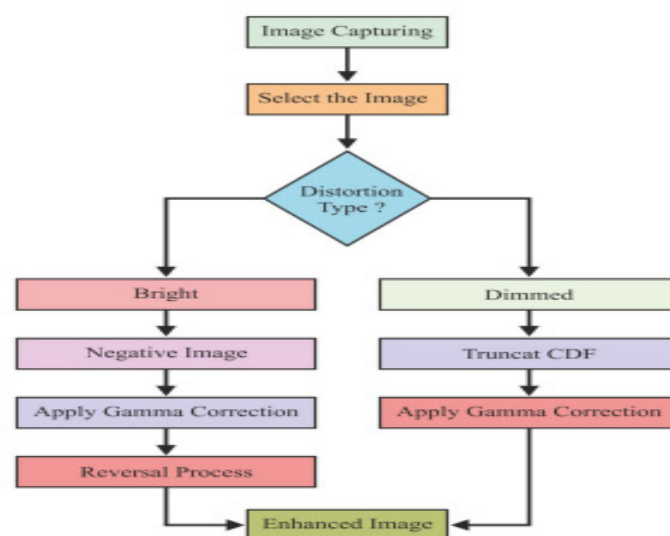 Image Capturing
Select the Image
Distortion
Type ?
Bright
Dimmed
Negative Image
Truncat CDF
Apply Gamma Correction
Apply Gamma Correction
Reversal Process
Enhanced Image